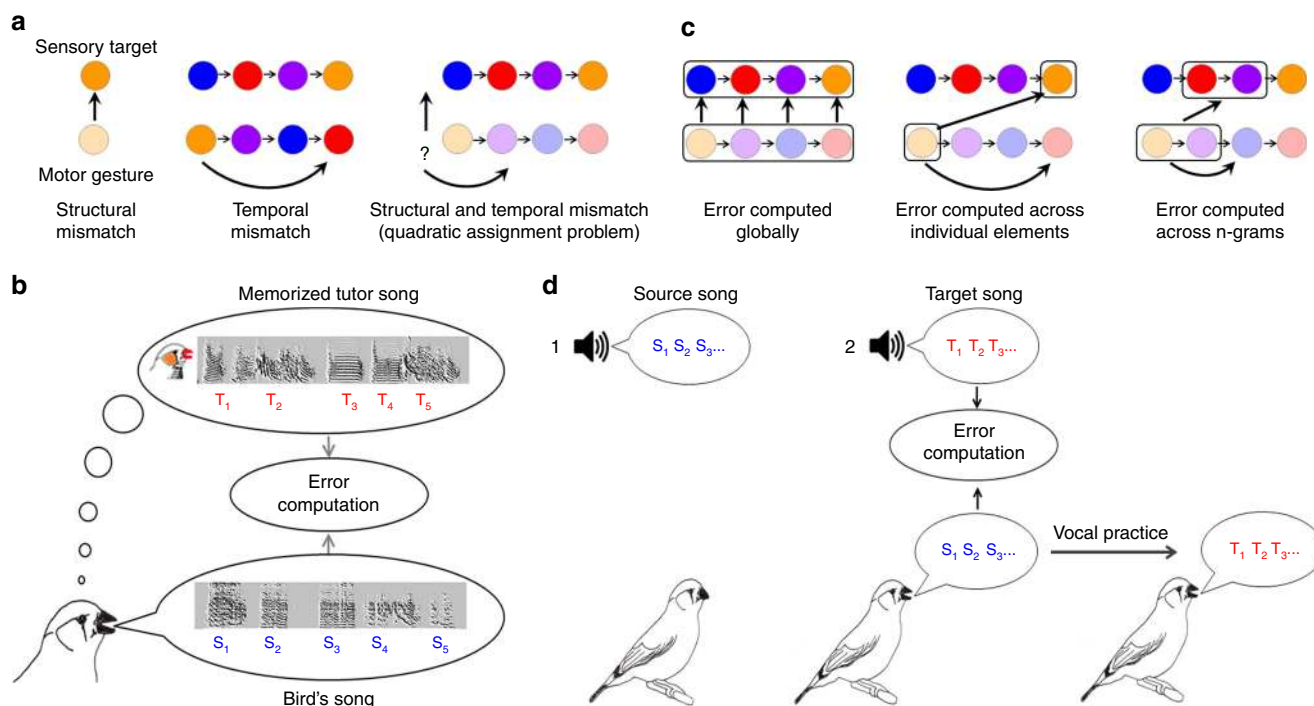 a
Sensory target
Motor gesture
Structural
mismatch
Temporal
mismatch
?
Structural and temporal mismatch
(quadratic assignment problem)
c
Error computed
globally
Error computed across
individual elements
Error computed
across n-grams
b
Memorized tutor song
T1 T2 T3 T4 T5
Error
computation
S1 S2 S3 S4 S5
Bird's song
d
Source song
1
S1 S2 S3...
Target song
2
T1 T2 T3...
Error
computation
S1 S2 S3...
Vocal practice
T1 T2 T3...